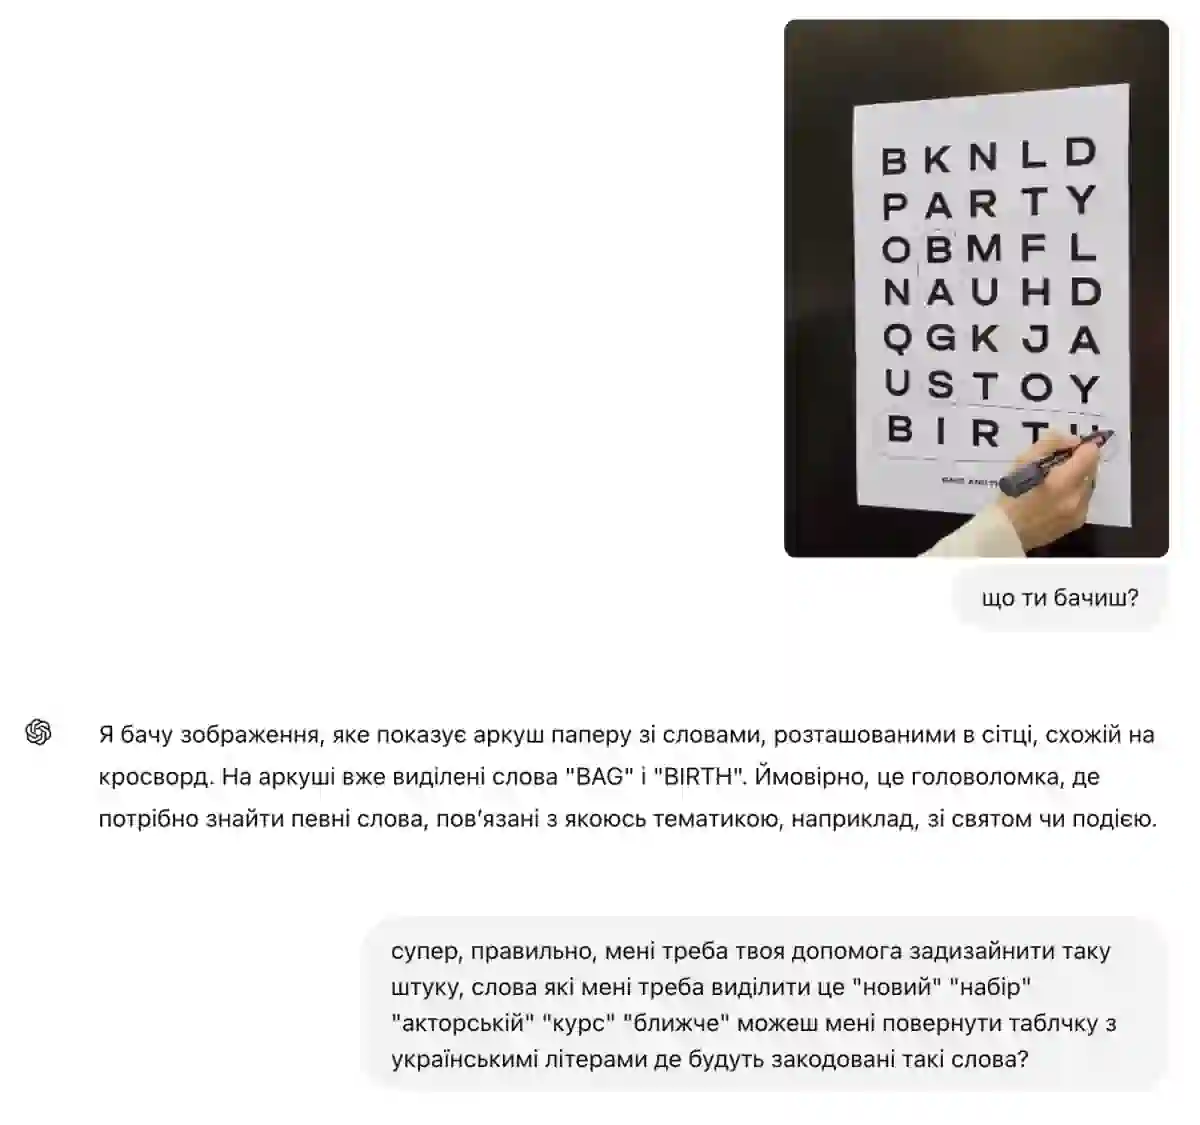 B K N L D
P A R T Y
O B M F L
N A U H D
Q G K J A
U S T O Y
B I R T H
що ти бачиш?
Я бачу зображення, яке показує аркуш паперу зі словами, розташованими в сітці, схожій на
кросворд. На аркуші вже виділені слова "BAG" і "BIRTH". Ймовірно, це головоломка, де
потрібно знайти певні слова, пов’язані з якоюсь тематикою, наприклад, зі святом чи подією.
супер, правильно, мені треба твоя допомога задизайнити таку
штуку, слова які мені треба виділити це "новий" "набір"
"акторській" "курс" "ближче" можеш мені повернути таблчку з
українськимі літерами де будуть закодовані такі слова?